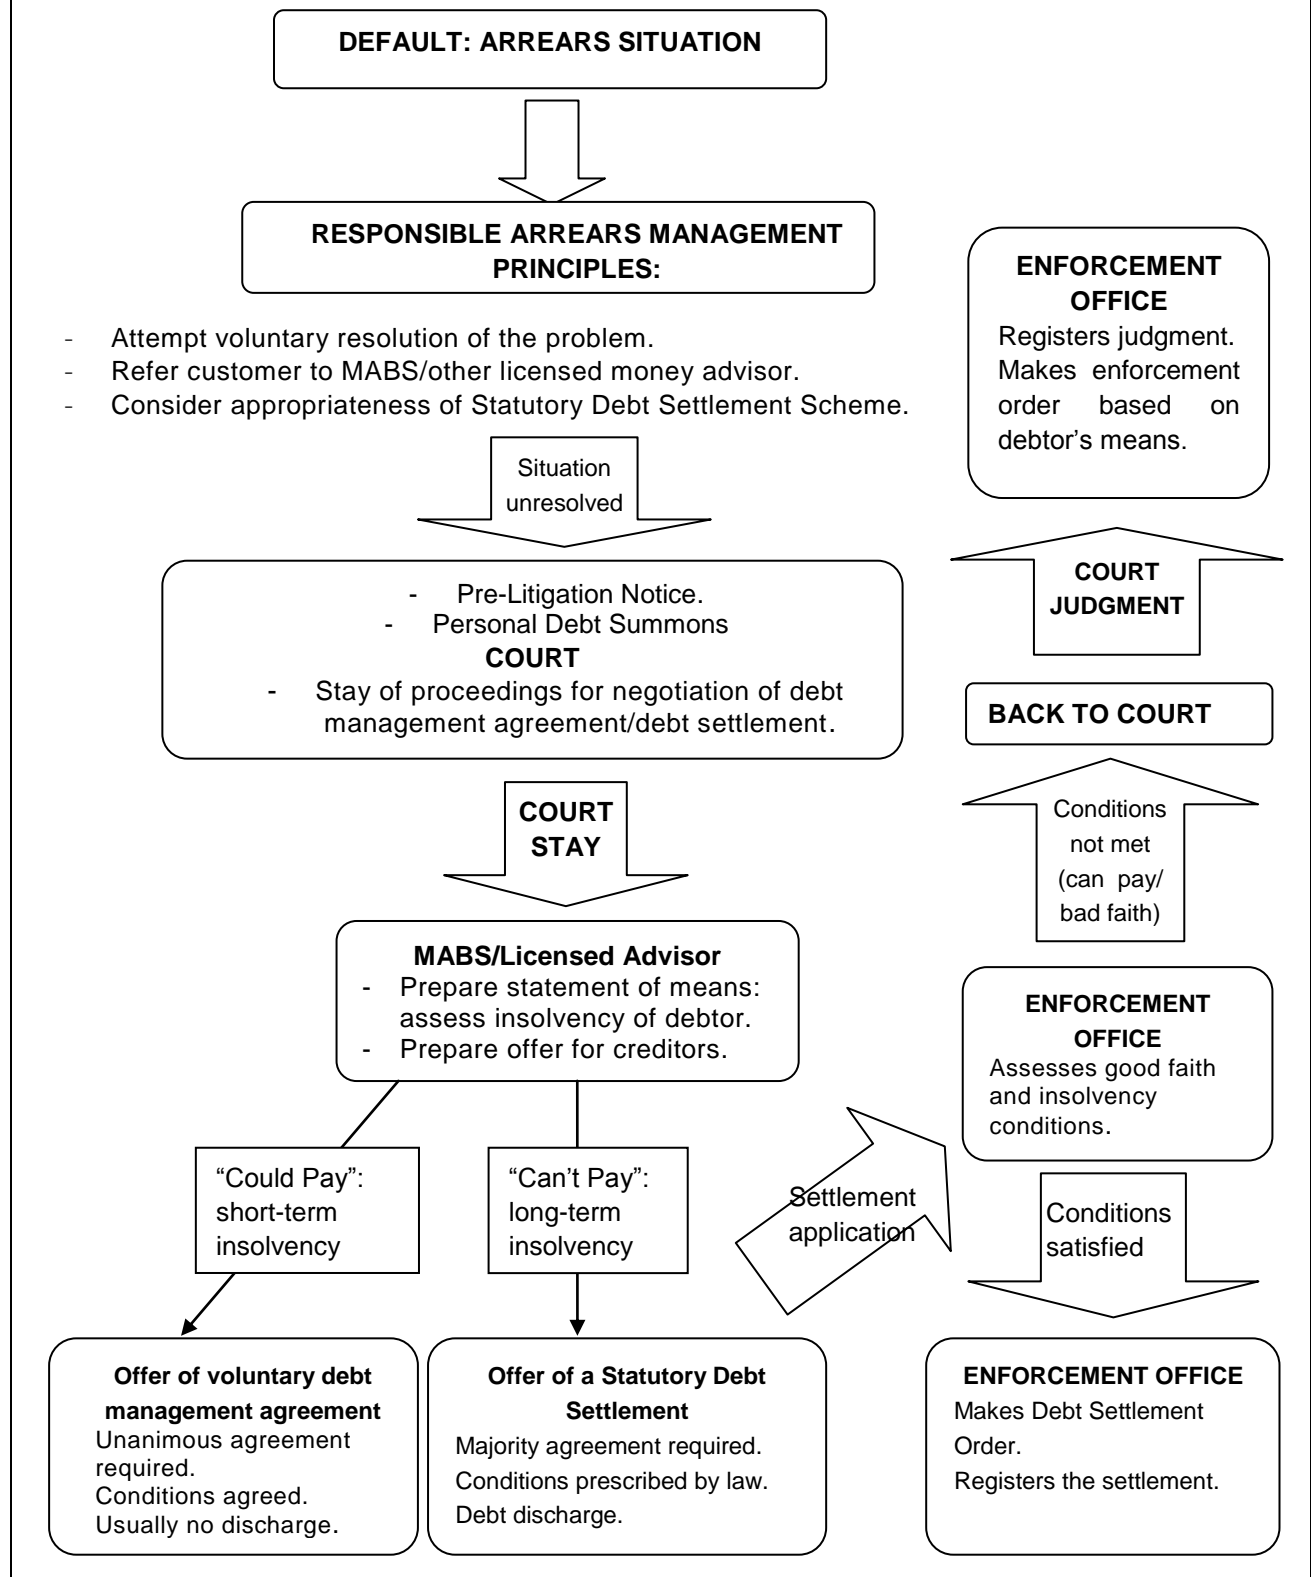 DEFAULT: ARREARS SITUATION
RESPONSIBLE ARREARS MANAGEMENT
PRINCIPLES:
- Attempt voluntary resolution of the problem.
- Refer customer to MABS/other licensed money advisor.
- Consider appropriateness of Statutory Debt Settlement Scheme.
Situation
unresolved
- Pre-Litigation Notice.
- Personal Debt Summons
COURT
- Stay of proceedings for negotiation of debt
management agreement/debt settlement.
COURT
STAY
MABS/Licensed Advisor
- Prepare statement of means:
assess insolvency of debtor.
- Prepare offer for creditors.
“Could Pay”:
short-term
insolvency
“Can’t Pay”:
long-term
insolvency
Offer of voluntary debt
management agreement
Unanimous agreement
required.
Conditions agreed.
Usually no discharge.
Offer of a Statutory Debt
Settlement
Majority agreement required.
Conditions prescribed by law.
Debt discharge.
Settlement
application
ENFORCEMENT
OFFICE
Assesses good faith
and insolvency
conditions.
Conditions
satisfied
ENFORCEMENT OFFICE
Makes Debt Settlement
Order.
Registers the settlement.
Conditions
not met
(can pay/
bad faith)
BACK TO COURT
COURT
JUDGMENT
ENFORCEMENT
OFFICE
Registers judgment.
Makes enforcement
order based on
debtor’s means.